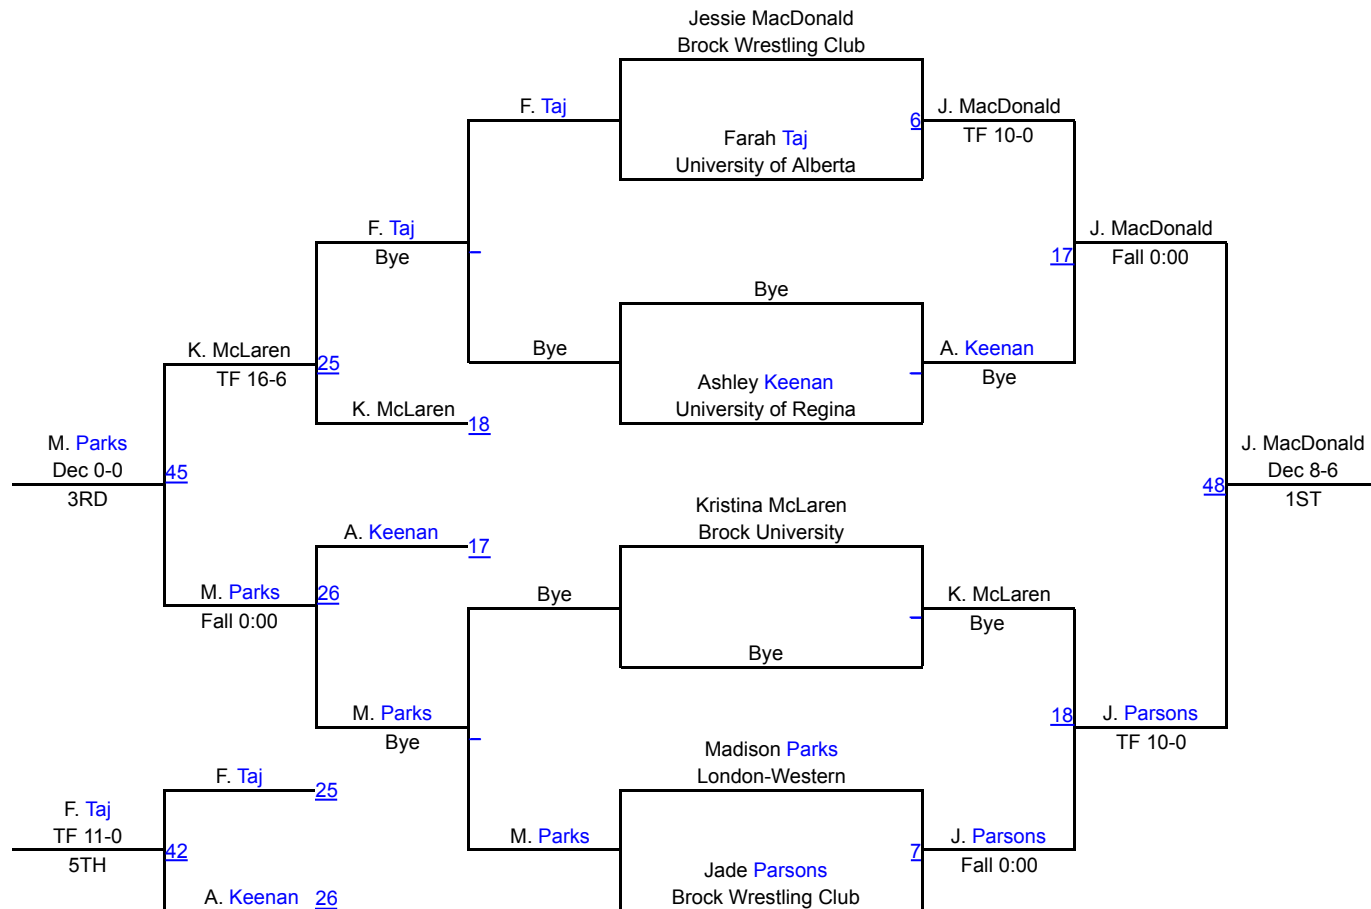 Jessie MacDonald
Brock Wrestling Club
F. Taj
6
J. MacDonald
TF 10-0
Farah Taj
University of Alberta
F. Taj
Bye
J. MacDonald
Fall 0:00
17
Bye
Bye
A. Keenan
Bye
K. McLaren
TF 16-6
25
Ashley Keenan
University of Regina
K. McLaren
18
M. Parks
Dec 0-0
3RD
45
J. MacDonald
Dec 8-6
1ST
48
Kristina McLaren
Brock University
A. Keenan
17
M. Parks
Fall 0:00
26
Bye
K. McLaren
Bye
Bye
M. Parks
Bye
18
J. Parsons
TF 10-0
Madison Parks
London-Western
F. Taj
25
F. Taj
TF 11-0
5TH
42
M. Parks
7
J. Parsons
Fall 0:00
Jade Parsons
Brock Wrestling Club
A. Keenan
26